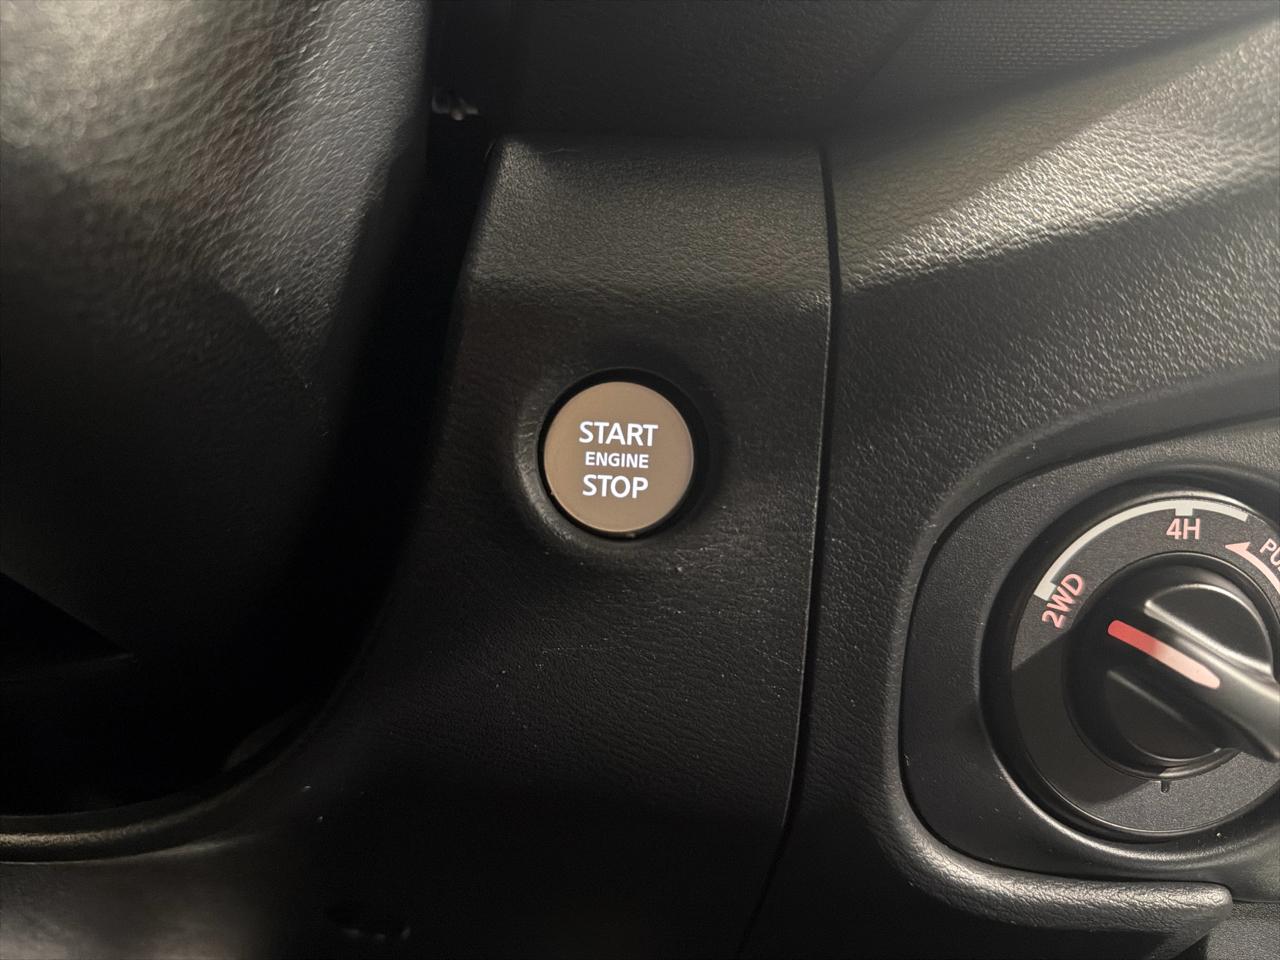 START
ENGINE
STOP
4H
2WD